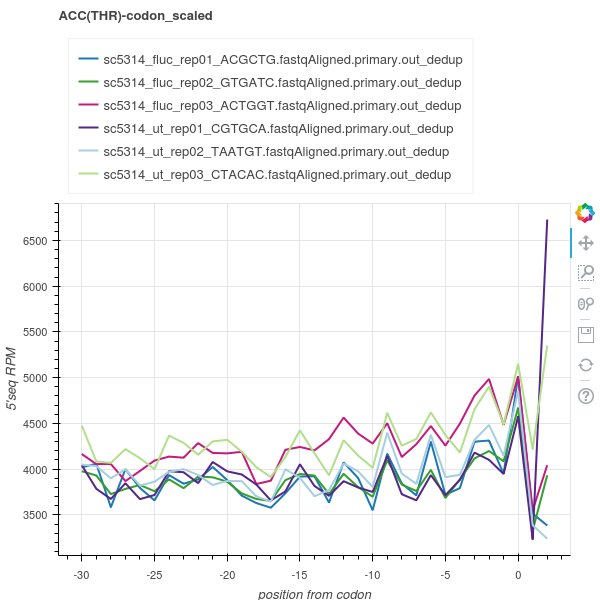 ACC(THR)-codon_scaled
sc5314_fluc_rep01_ACGCTG.fastqAligned.primary.out_dedup
sc5314_fluc_rep02_GTGATC.fastqAligned.primary.out_dedup
sc5314_fluc_rep03_ACTGGT.fastqAligned.primary.out_dedup
sc5314_ut_rep01_CGTGCA.fastqAligned.primary.out_dedup
sc5314_ut_rep02_TAATGT.fastqAligned.primary.out_dedup
sc5314_ut_rep03_CTACAC.fastqAligned.primary.out_dedup
5'seq RPM
6500
6000
5500
5000
4500
4000
3500
-30 -25 -20 -15 -10 -5 0
position from codon